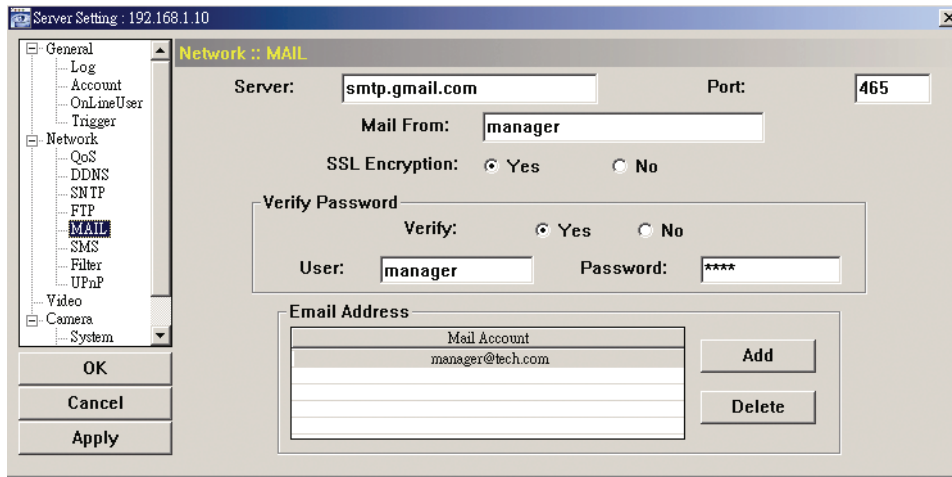 Server Setting : 192.168.1.10
General
Log
Account
OnLineUser
Trigger
Network
QoS
DDNS
SNTP
FTP
MAIL
SMS
Filter
UPnP
Video
Camera
System
OK
Cancel
Apply
Network :: MAIL
Server: smtp.gmail.com Port: 465
Mail From: manager
SSL Encryption: Yes No
Verify Password
Verify: Yes No
User: manager Password: ****
Email Address
Mail Account
manager@tech.com
Add
Delete